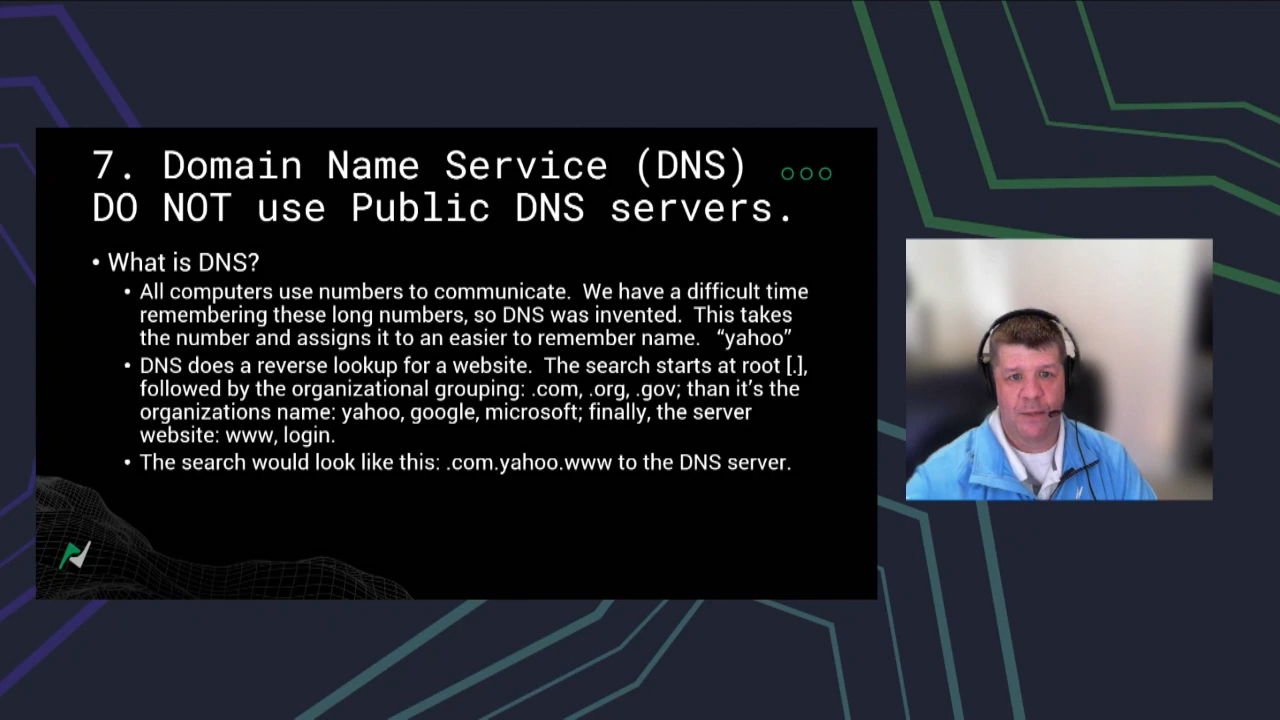 7. Domain Name Service (DNS) ...
DO NOT use Public DNS servers.
• What is DNS?
• All computers use numbers to communicate.  We have a difficult time
remembering these long numbers, so DNS was invented.  This takes
the number and assigns it to an easier to remember name.   “yahoo”
• DNS does a reverse lookup for a website.  The search starts at root [.],
followed by the organizational grouping: .com, .org, .gov; than it’s the
organizations name: yahoo, google, microsoft; finally, the server
website: www, login.
• The search would look like this: .com.yahoo.www to the DNS server.